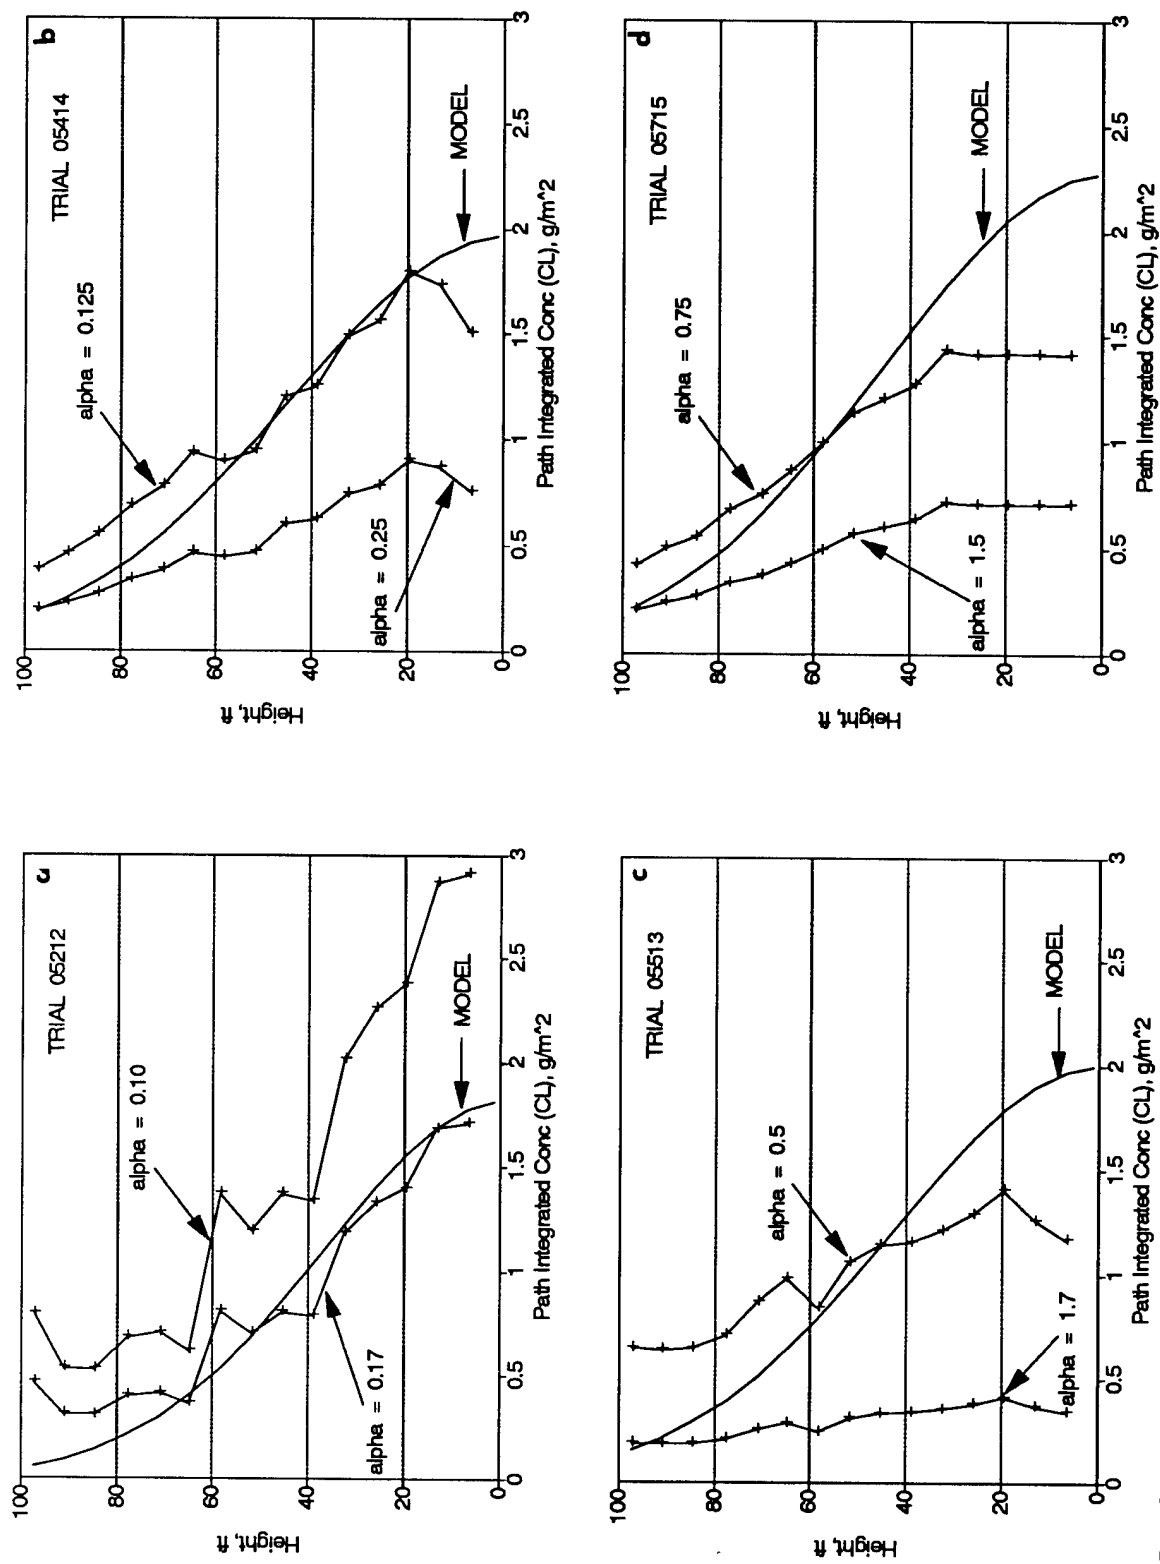 a
TRIAL 05212
alpha = 0.10
alpha = 0.17
MODEL
Height, ft
100
80
60
40
20
0
0
0.5
1
1.5
2
2.5
3
Path Integrated Conc (CL), g/m^2
b
TRIAL 05414
alpha = 0.125
alpha = 0.25
MODEL
Height, ft
100
80
60
40
20
0
0
0.5
1
1.5
2
2.5
3
Path Integrated Conc (CL), g/m^2
c
TRIAL 05513
alpha = 0.5
alpha = 1.7
MODEL
Height, ft
100
80
60
40
20
0
0
0.5
1
1.5
2
2.5
3
Path Integrated Conc (CL), g/m^2
d
TRIAL 05715
alpha = 0.75
alpha = 1.5
MODEL
Height, ft
100
80
60
40
20
0
0
0.5
1
1.5
2
2.5
3
Path Integrated Conc (CL), g/m^2